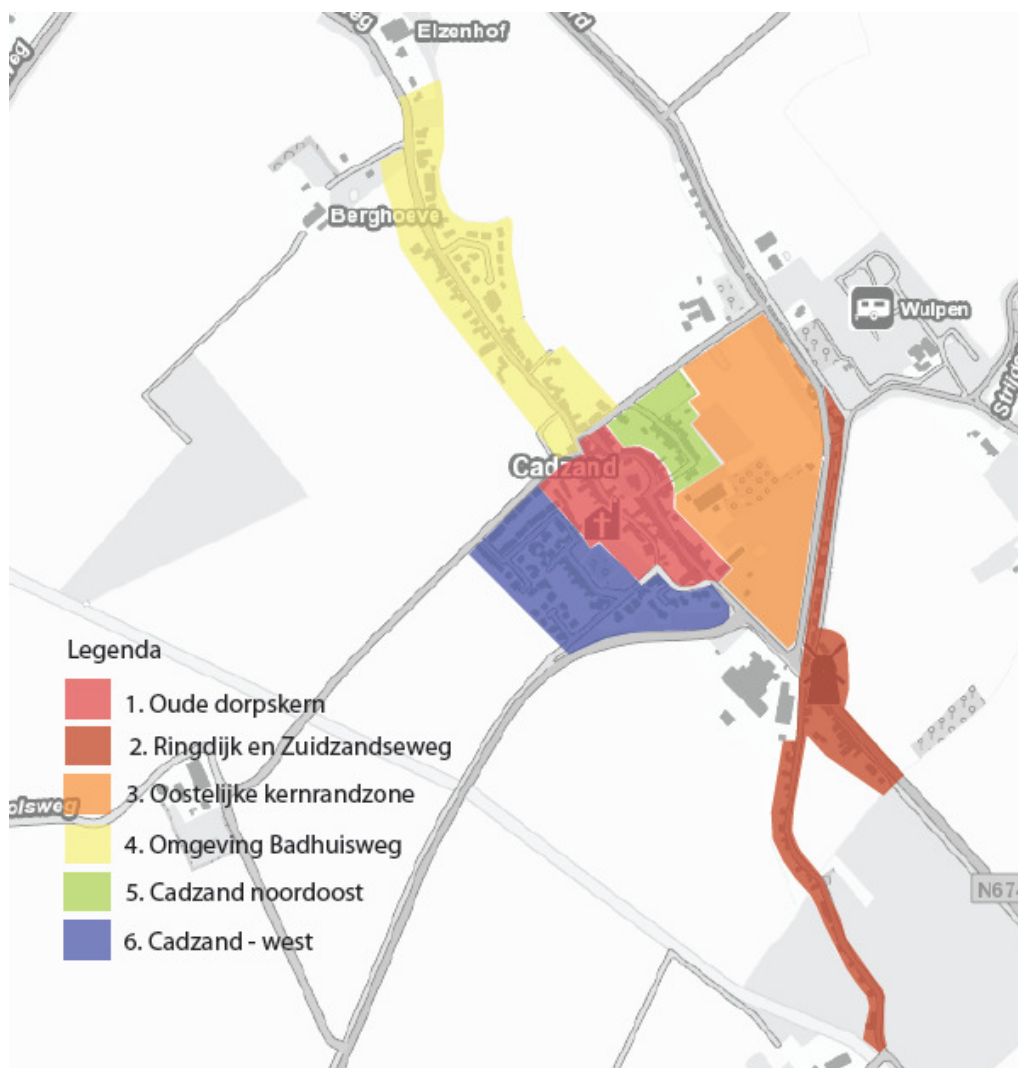 Elzenhof
Berghoeve
Wulpen
Cadzand
Legenda
1. Oude dorpskern
2. Ringdijk en Zuidzandseweg
3. Oostelijke kernrandzone
4. Omgeving Badhuisweg
5. Cadzand noordoost
6. Cadzand - west
olsweg
N674